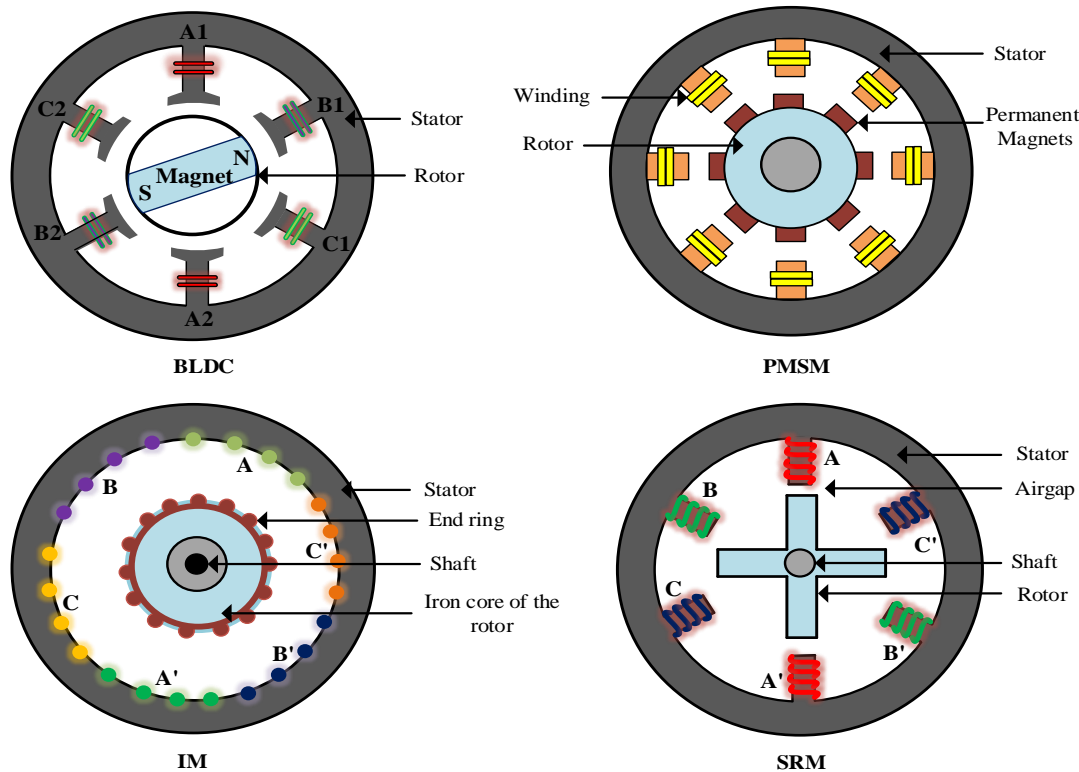 A1
C2
B1
Stator
N
Magnet
S
Rotor
B2
C1
A2
BLDC
Stator
Winding
Permanent
Magnets
Rotor
PMSM
A
B
Stator
End ring
C'
Shaft
C
Iron core of the
rotor
B'
A'
IM
A
Stator
B
Airgap
C'
Shaft
C
Rotor
B'
A'
SRM